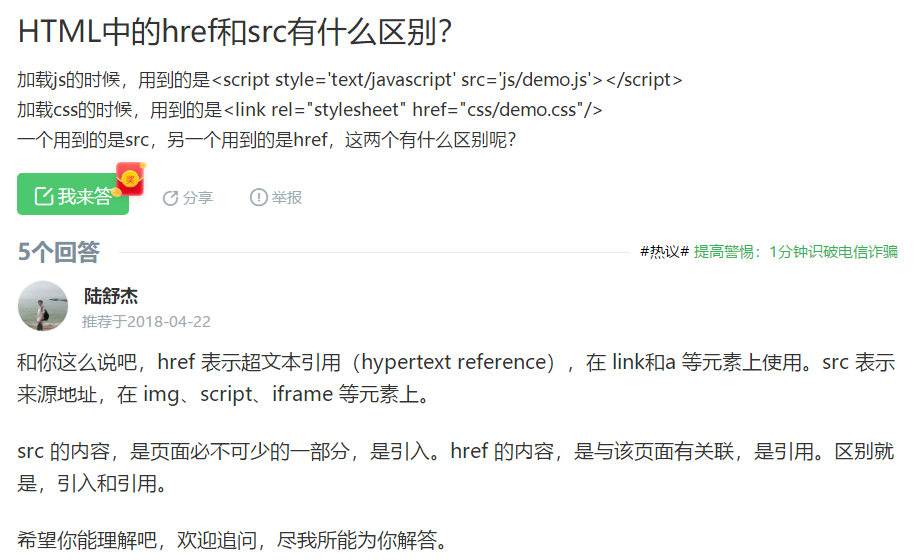 HTML中的href和src有什么区别?
加载js的时候，用到的是<script style='text/javascript' src='js/demo.js'></script>
加载css的时候，用到的是<link rel="stylesheet" href="css/demo.css"/>
一个用到的是src，另一个用到的是href，这两个有什么区别呢?
我来答 奖 分享 举报
5个回答 #热议# 提高警惕：1分钟识破电信诈骗
陆舒杰
推荐于2018-04-22
和你这么说吧，href 表示超文本引用（hypertext reference），在 link和a 等元素上使用。src 表示
来源地址，在 img、script、iframe 等元素上。
src 的内容，是页面必不可少的一部分，是引入。href 的内容，是与该页面有关联，是引用。区别就
是，引入和引用。
希望你能理解吧，欢迎追问，尽我所能为你解答。